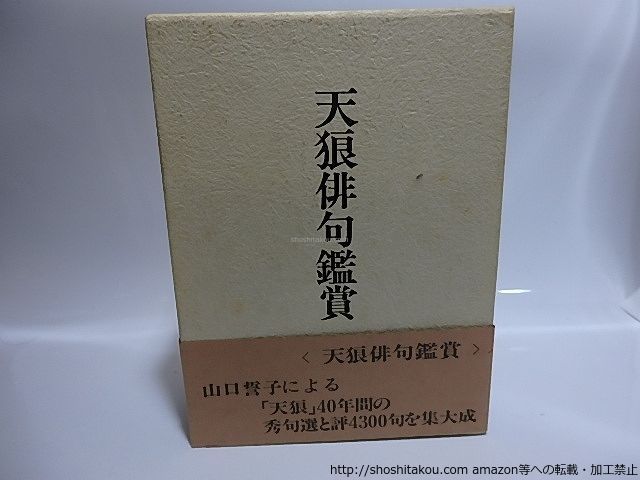 天狼俳句鑑賞
shoshitakou.com
〈 天狼俳句鑑賞 〉
山口誓子による
「天狼」40年間の
秀句選と評4300句を集大成
http://shoshitakou.com amazon等への転載・加工禁止